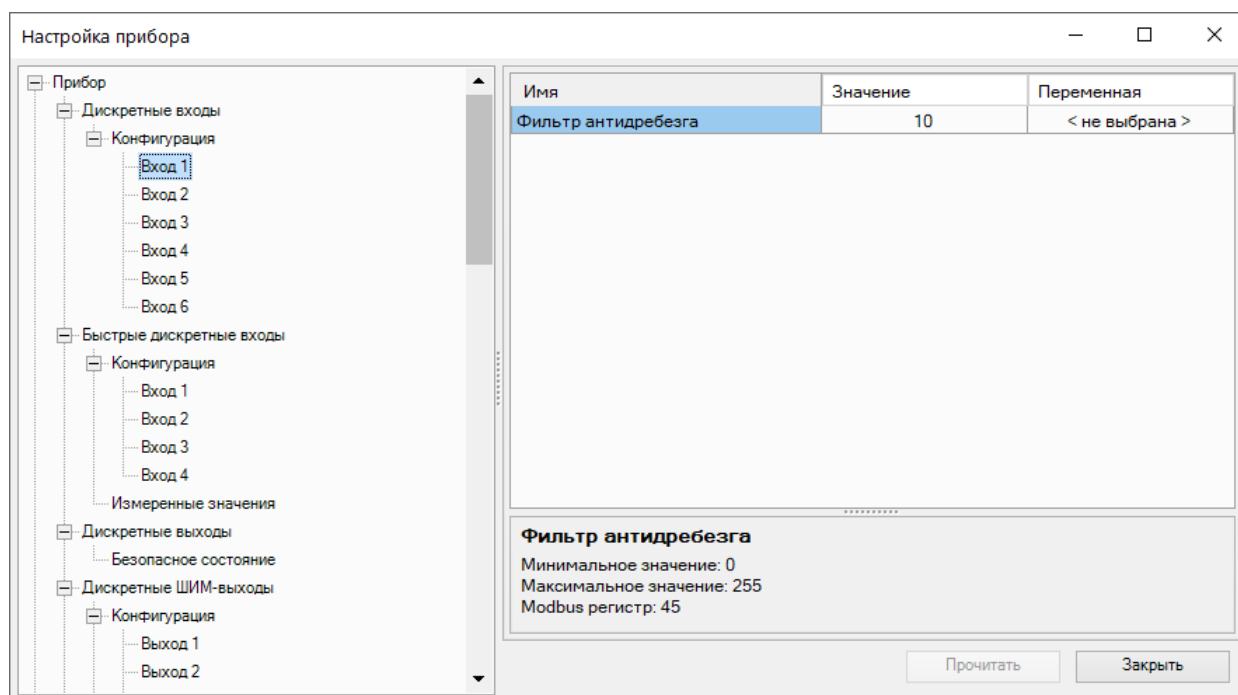 Настройка прибора
Прибор
Дискретные входы
Конфигурация
Вход 1
Вход 2
Вход 3
Вход 4
Вход 5
Вход 6
Быстрые дискретные входы
Конфигурация
Вход 1
Вход 2
Вход 3
Вход 4
Измеренные значения
Дискретные выходы
Безопасное состояние
Дискретные ШИМ-выходы
Конфигурация
Выход 1
Выход 2
Имя Значение Переменная
Фильтр антидребезга 10 < не выбрана >
Фильтр антидребезга
Минимальное значение: 0
Максимальное значение: 255
Modbus регистр: 45
Прочитать Закрыть